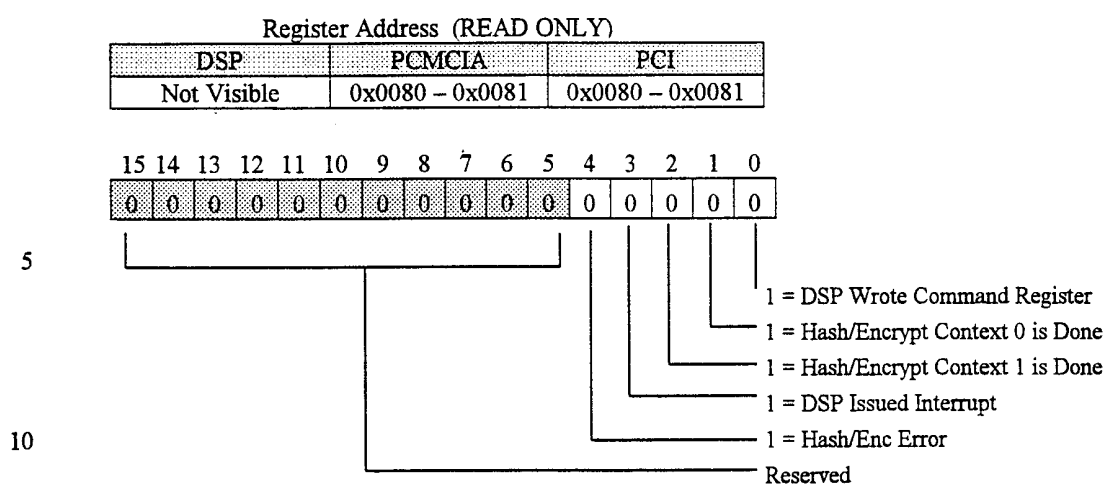 Register Address (READ ONLY)
DSP PCMCIA PCI
Not Visible 0x0080 – 0x0081 0x0080 – 0x0081
15 14 13 12 11 10 9 8 7 6 5 4 3 2 1 0
0 0 0 0 0 0 0 0 0 0 0 0 0 0 0 0
5
1 = DSP Wrote Command Register
1 = Hash/Encrypt Context 0 is Done
1 = Hash/Encrypt Context 1 is Done
1 = DSP Issued Interrupt
10
1 = Hash/Enc Error
Reserved